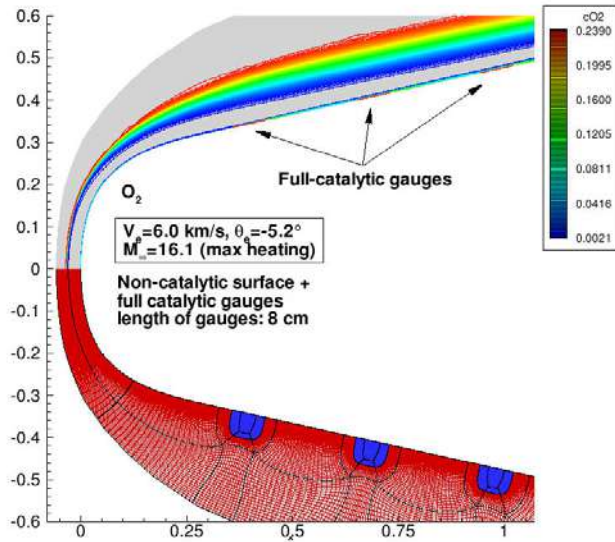 cO2
0.2390
0.1995
0.1600
0.1206
0.0811
0.0416
0.0021
0.6
0.5
0.4
0.3
0.2
0.1
0
-0.1
-0.2
-0.3
-0.4
-0.5
-0.6
Full-catalytic gauges
O2
Ve=6.0 km/s, θe=-5.2°
M∞=16.1 (max heating)
Non-catalytic surface +
full catalytic gauges
length of gauges: 8 cm
0 0.25 0.5 0.75 1
x